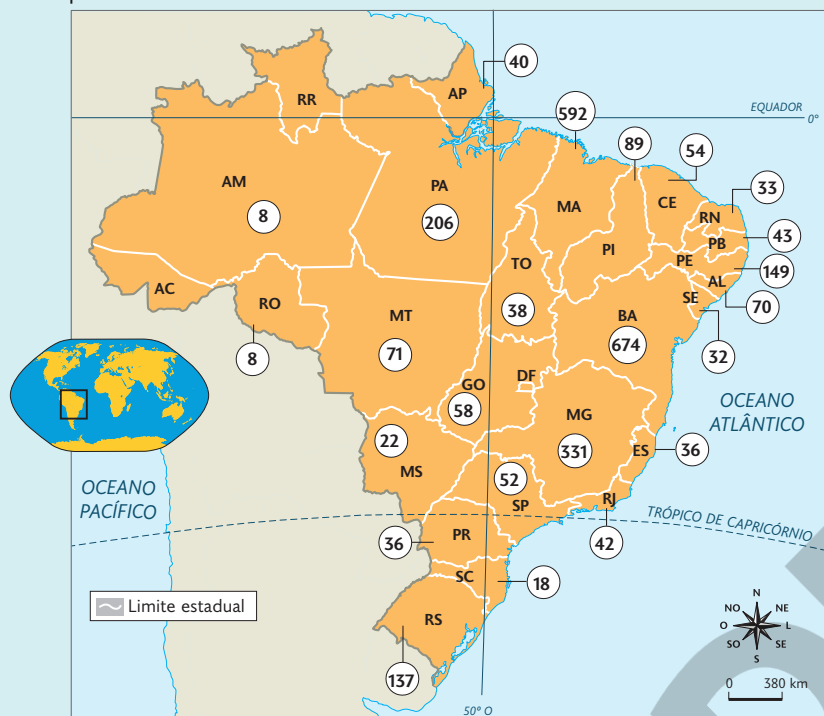 40
AP
RR
EQUADOR
0°
592
89
54
AM
8
PA
206
MA
CE
33
RN
43
PB
PI
PE
149
TO
AL
70
SE
AC
RO
8
MT
71
38
BA
674
32
GO
58
DF
MG
331
OCEANO
ATLÂNTICO
ES
36
22
MS
52
SP
RJ
42
OCEANO
PACÍFICO
TRÓPICO DE CAPRICÓRNIO
36
PR
SC
18
Limite estadual
RS
137
N
NO
NE
O
L
SO
SE
S
0 380 km
50° O